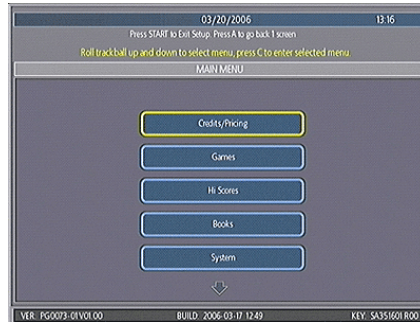 03/20/2006 13:16
Press START to Exit Setup. Press A to go back 1 screen
Roll trackball up and down to select menu, press C to enter selected menu
MAIN MENU
Credits/Pricing
Games
Hi Scores
Books
System
VER: PG0073-01V01.00 BUILD: 2006-03-17 12:49 KEY: SA351601 R00